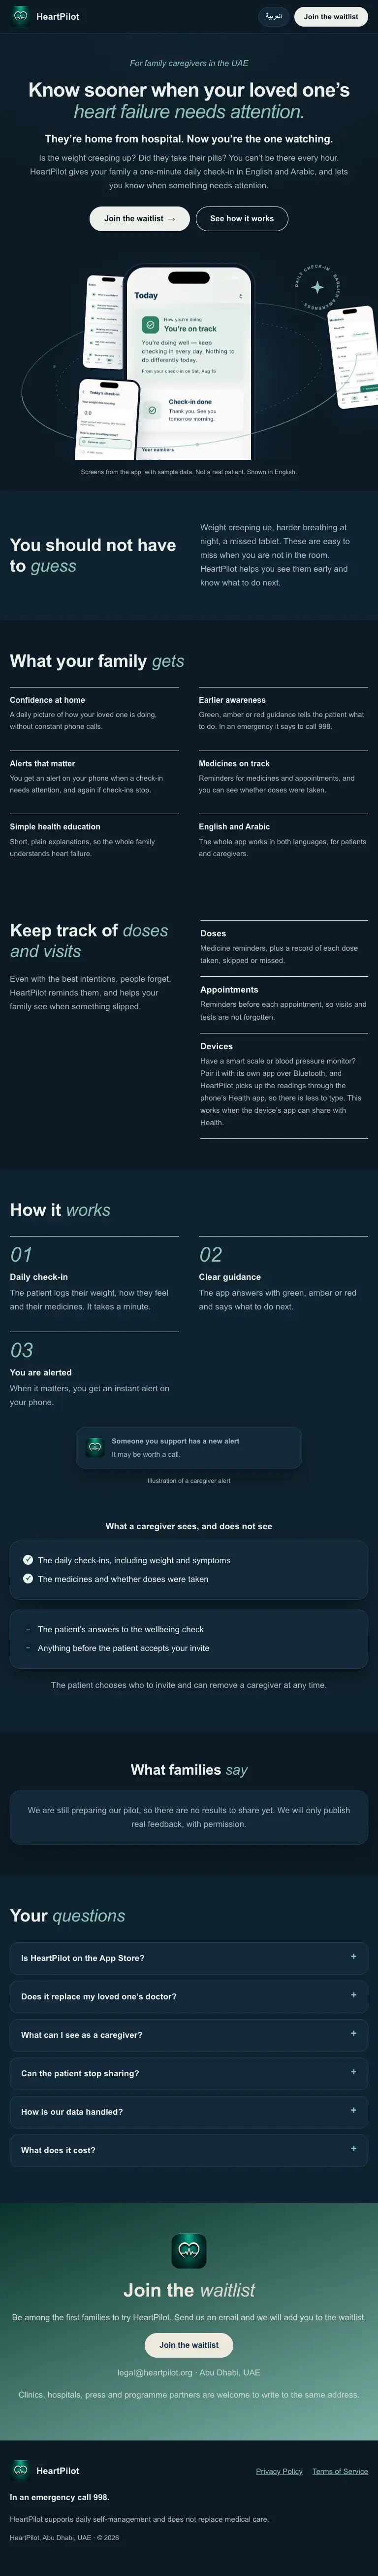 HeartPilot
العربية
Join the waitlist
For family caregivers in the UAE
Know sooner when your loved one's
heart failure needs attention.
They're home from hospital. Now you're the one watching.
Is the weight creeping up? Did they take their pills? You can't be there every hour.
HeartPilot gives your family a one-minute daily check-in in English and Arabic, and lets
you know when something needs attention.
Join the waitlist →
See how it works
DAILY CHECK-IN · EARLIER AWARENESS ·
Today
How you're doing
You're on track
You're doing well — keep
checking in every day. Nothing to
do differently today.
From your check-in on Sat, Aug 15
Check-in done
Thank you. See you
tomorrow morning.
Your numbers
Today's check-in
0.0
Screens from the app, with sample data. Not a real patient. Shown in English.
You should not have
to guess
Weight creeping up, harder breathing at
night, a missed tablet. These are easy to
miss when you are not in the room.
HeartPilot helps you see them early and
know what to do next.
What your family gets
Confidence at home
A daily picture of how your loved one is doing,
without constant phone calls.
Earlier awareness
Green, amber or red guidance tells the patient what
to do. In an emergency it says to call 998.
Alerts that matter
You get an alert on your phone when a check-in
needs attention, and again if check-ins stop.
Medicines on track
Reminders for medicines and appointments, and
you can see whether doses were taken.
Simple health education
Short, plain explanations, so the whole family
understands heart failure.
English and Arabic
The whole app works in both languages, for patients
and caregivers.
Keep track of doses
and visits
Even with the best intentions, people forget.
HeartPilot reminds them, and helps your
family see when something slipped.
Doses
Medicine reminders, plus a record of each dose
taken, skipped or missed.
Appointments
Reminders before each appointment, so visits and
tests are not forgotten.
Devices
Have a smart scale or blood pressure monitor?
Pair it with its own app over Bluetooth, and
HeartPilot picks up the readings through the
phone's Health app, so there is less to type. This
works when the device's app can share with
Health.
How it works
01
Daily check-in
The patient logs their weight, how they feel
and their medicines. It takes a minute.
02
Clear guidance
The app answers with green, amber or red
and says what to do next.
03
You are alerted
When it matters, you get an instant alert on
your phone.
Someone you support has a new alert
It may be worth a call.
Illustration of a caregiver alert
What a caregiver sees, and does not see
The daily check-ins, including weight and symptoms
The medicines and whether doses were taken
– The patient's answers to the wellbeing check
– Anything before the patient accepts your invite
The patient chooses who to invite and can remove a caregiver at any time.
What families say
We are still preparing our pilot, so there are no results to share yet. We will only publish
real feedback, with permission.
Your questions
Is HeartPilot on the App Store? +
Does it replace my loved one's doctor? +
What can I see as a caregiver? +
Can the patient stop sharing? +
How is our data handled? +
What does it cost? +
Join the waitlist
Be among the first families to try HeartPilot. Send us an email and we will add you to the waitlist.
Join the waitlist
legal@heartpilot.org · Abu Dhabi, UAE
Clinics, hospitals, press and programme partners are welcome to write to the same address.
HeartPilot
Privacy Policy
Terms of Service
In an emergency call 998.
HeartPilot supports daily self-management and does not replace medical care.
HeartPilot, Abu Dhabi, UAE · © 2026